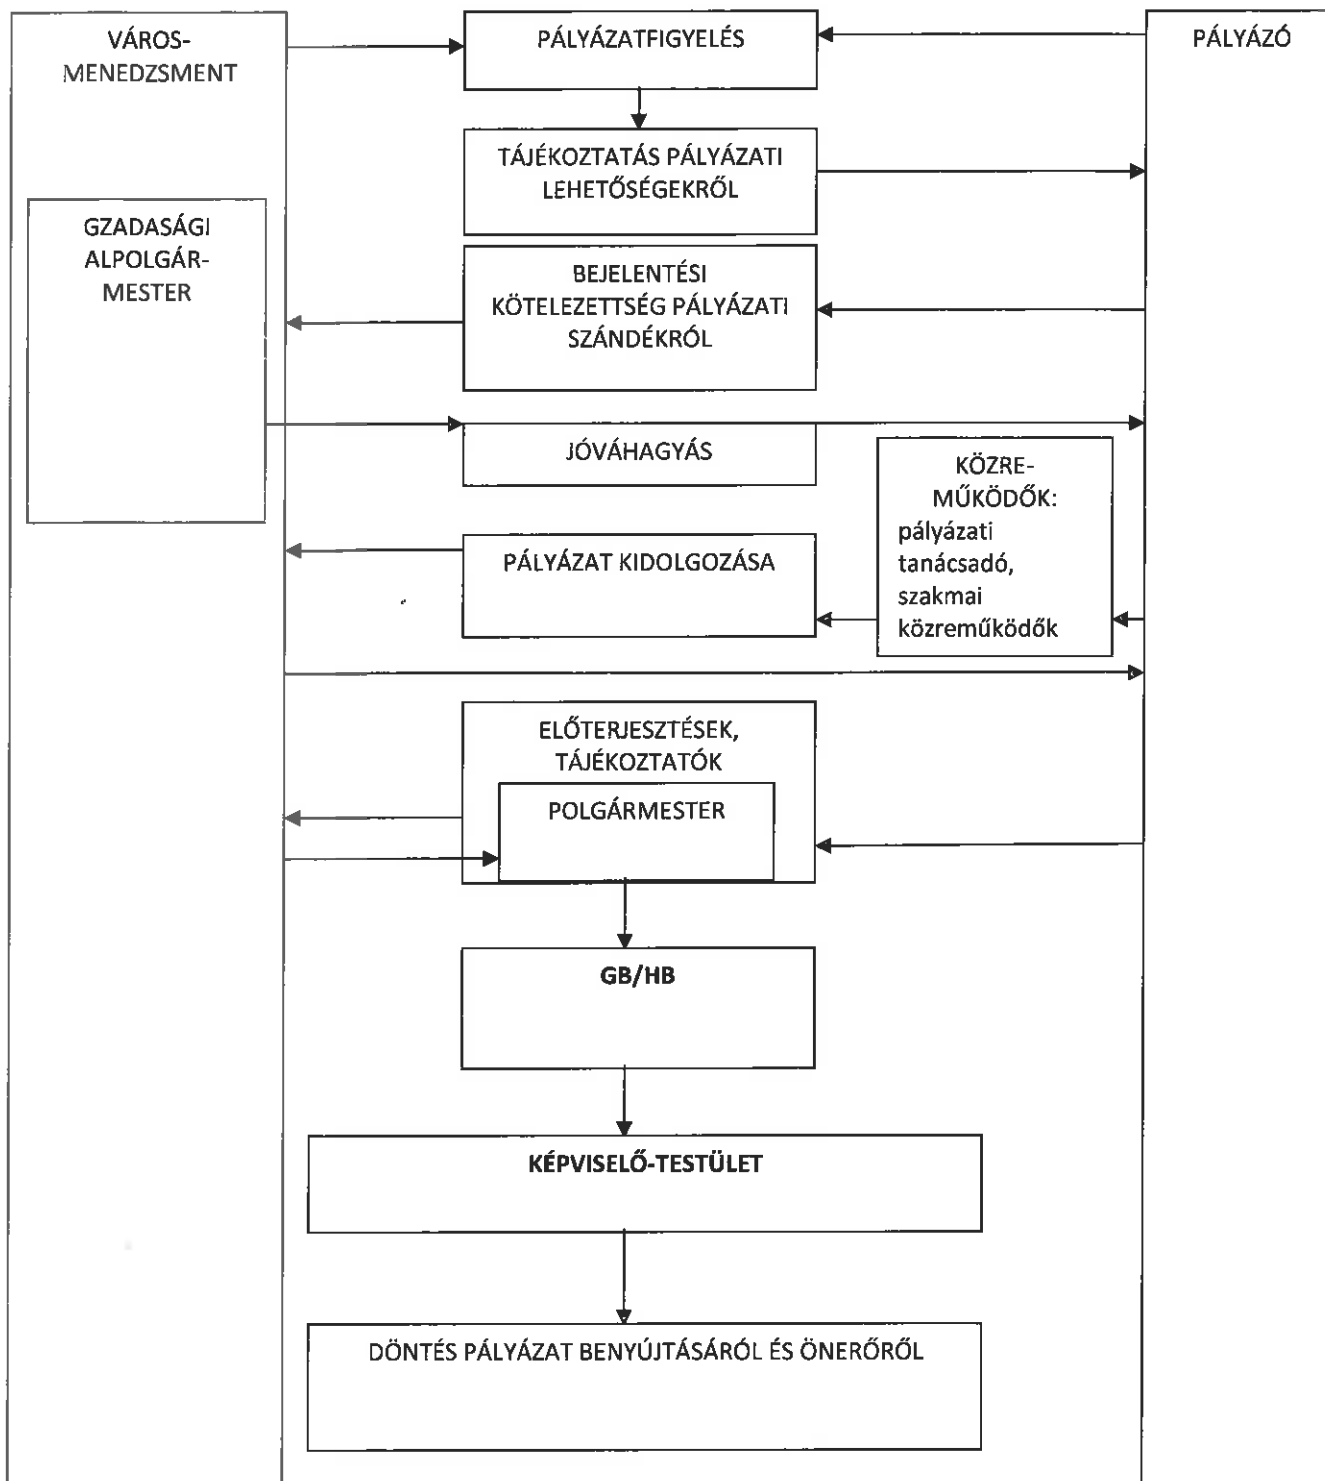 VÁROS-
MENEDZSMENT
PÁLYÁZATFIGYELÉS
PÁLYÁZÓ
TÁJÉKOZTATÁS PÁLYÁZATI
LEHETŐSÉGEKRŐL
GZADASÁGI
ALPOLGÁR-
MESTER
BEJELENTÉSI
KÖTELEZETTSÉG PÁLYÁZATI
SZÁNDÉKRÓL
JÓVÁHAGYÁS
KÖZRE-
MŰKÖDŐK:
pályázati
tanácsadó,
szakmai
közreműködők
PÁLYÁZAT KIDOLGOZÁSA
ELŐTERJESZTÉSEK,
TÁJÉKOZTATÓK
POLGÁRMESTER
GB/HB
KÉPVISELŐ-TESTÜLET
DÖNTÉS PÁLYÁZAT BENYÚJTÁSÁRÓL ÉS ÖNERŐRŐL